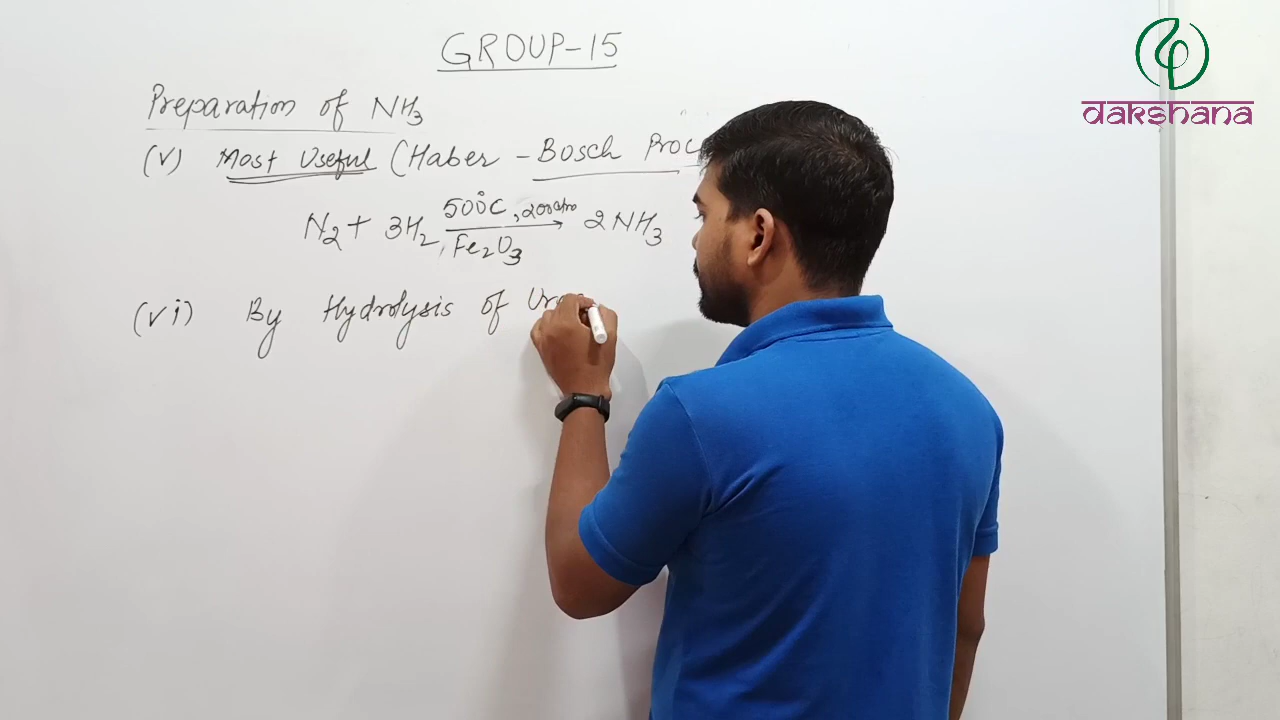 GROUP-15
dakshana
Preparation of NH3
(V) Most Useful (Haber - Bosch
N2 + 3H2 500°C, 200atm Fe2O3 2NH3
(vi) By Hydrolysis of